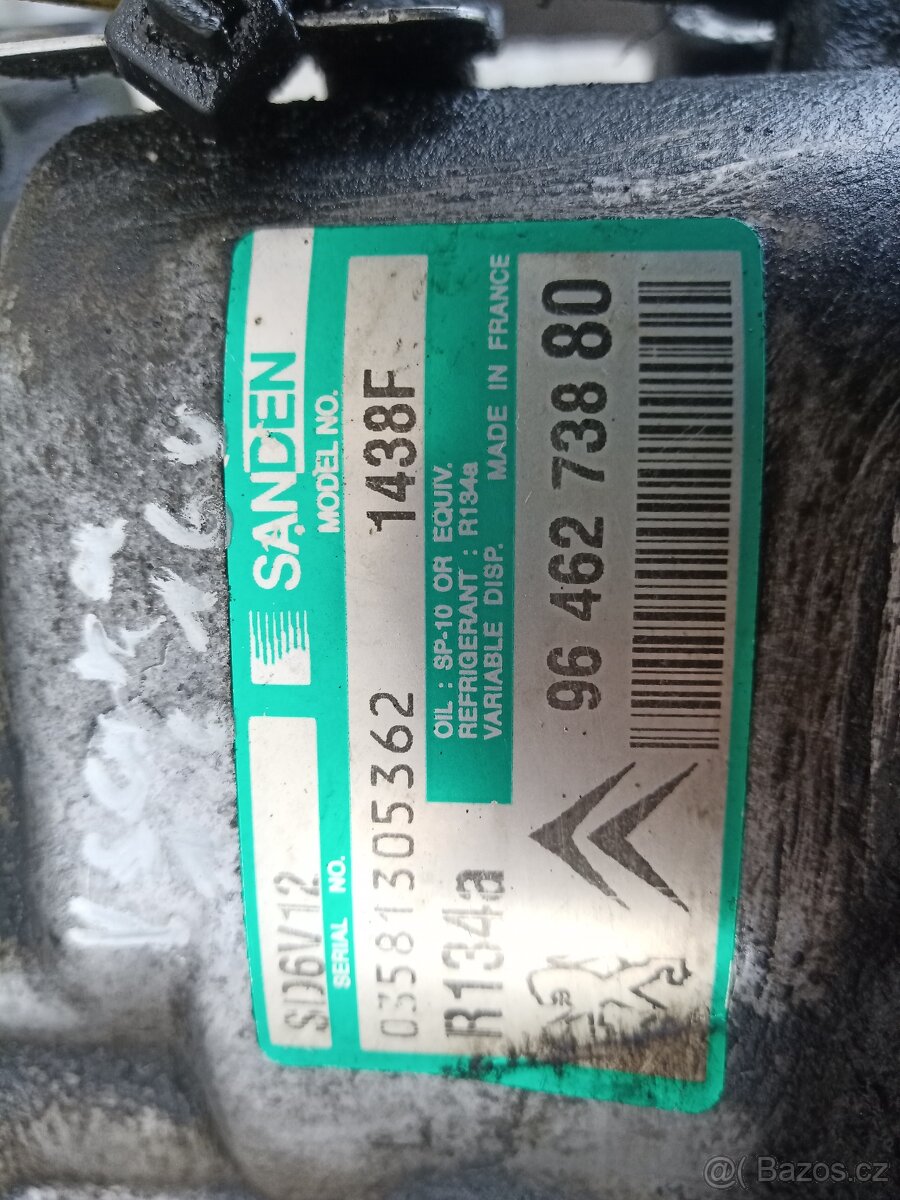 SANDEN
SD6V12
MODEL NO.
SERIAL NO.
1438F
03581305362
OIL : SP-10 OR EQUIV.
REFRIGERANT : R134a
VARIABLE DISP.
MADE IN FRANCE
R134a
96 462 738 80
@( Bazoš.cz